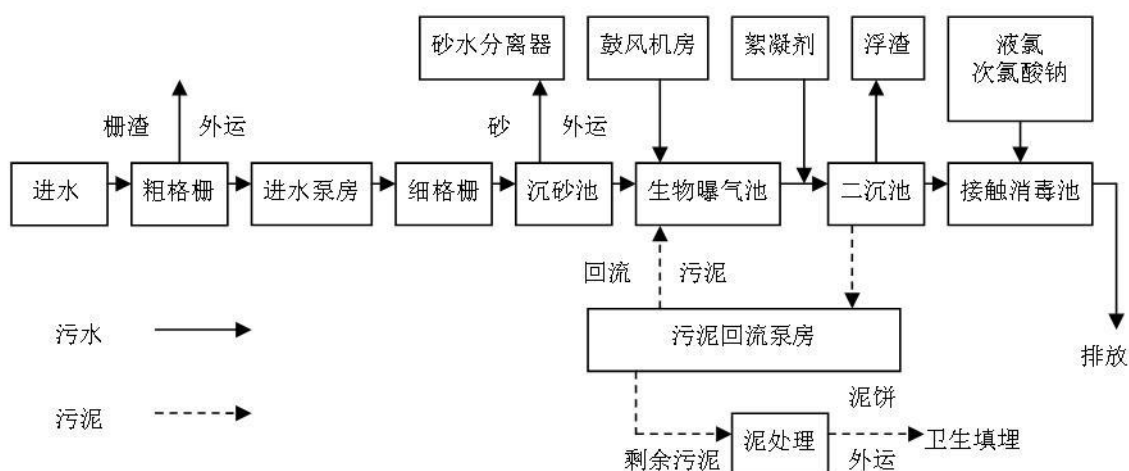 砂水分离器
鼓风机房
絮凝剂
浮渣
液氯
次氯酸钠
栅渣 外运
砂 外运
进水
粗格栅
进水泵房
细格栅
沉砂池
生物曝气池
二沉池
接触消毒池
回流 污泥
污水
污泥回流泵房
排放
污泥
泥饼
剩余污泥
泥处理
外运
卫生填埋